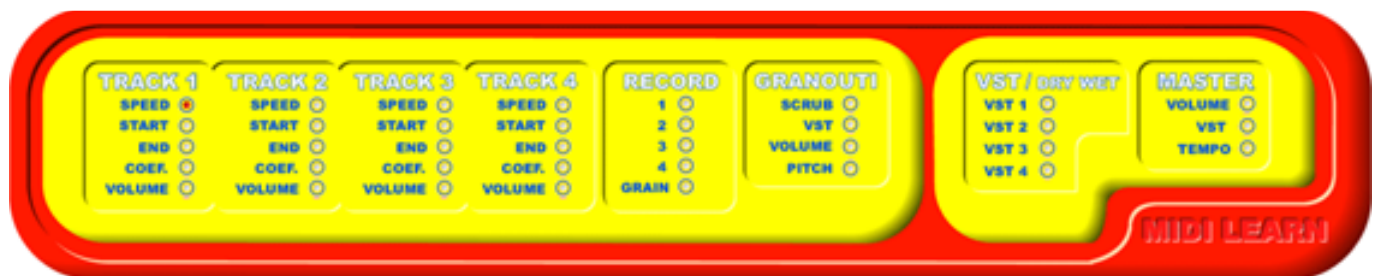 TRACK 1
SPEED
START
END
COEF.
VOLUME
TRACK 2
SPEED
START
END
COEF.
VOLUME
TRACK 3
SPEED
START
END
COEF.
VOLUME
TRACK 4
SPEED
START
END
COEF.
VOLUME
RECORD
1
2
3
4
GRAIN
GRANOUTI
SCRUB
VST
VOLUME
PITCH
VST / DRY WET
VST 1
VST 2
VST 3
VST 4
MASTER
VOLUME
VST
TEMPO
MIDI LEARN